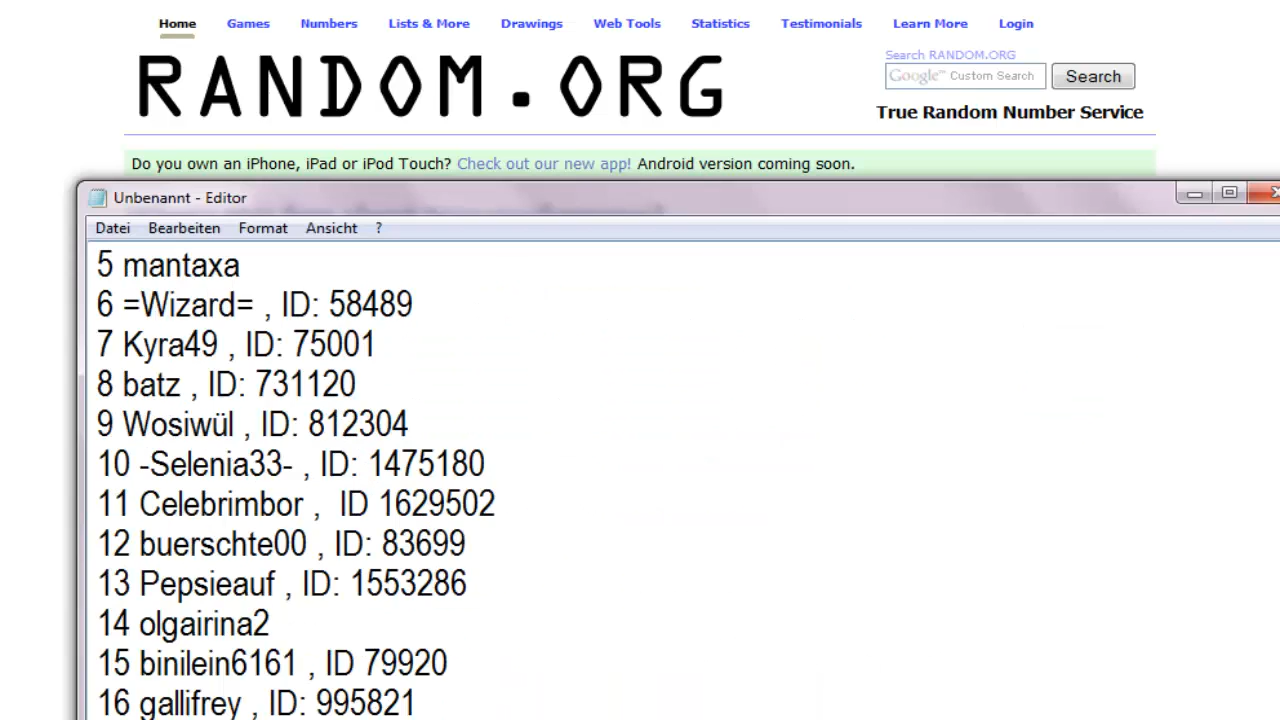 Home Games Numbers Lists & More Drawings Web Tools Statistics Testimonials Learn More Login
RANDOM.ORG
Search RANDOM.ORG
Google™ Custom Search Search
True Random Number Service
Do you own an iPhone, iPad or iPod Touch? Check out our new app! Android version coming soon.
Unbenannt - Editor
Datei Bearbeiten Format Ansicht ?
5 mantaxa
6 =Wizard= , ID: 58489
7 Kyra49 , ID: 75001
8 batz , ID: 731120
9 Wosiwül , ID: 812304
10 -Selenia33- , ID: 1475180
11 Celebrimbor , ID 1629502
12 buerschte00 , ID: 83699
13 Pepsieauf , ID: 1553286
14 olgairina2
15 binilein6161 , ID 79920
16 gallifrey , ID: 995821